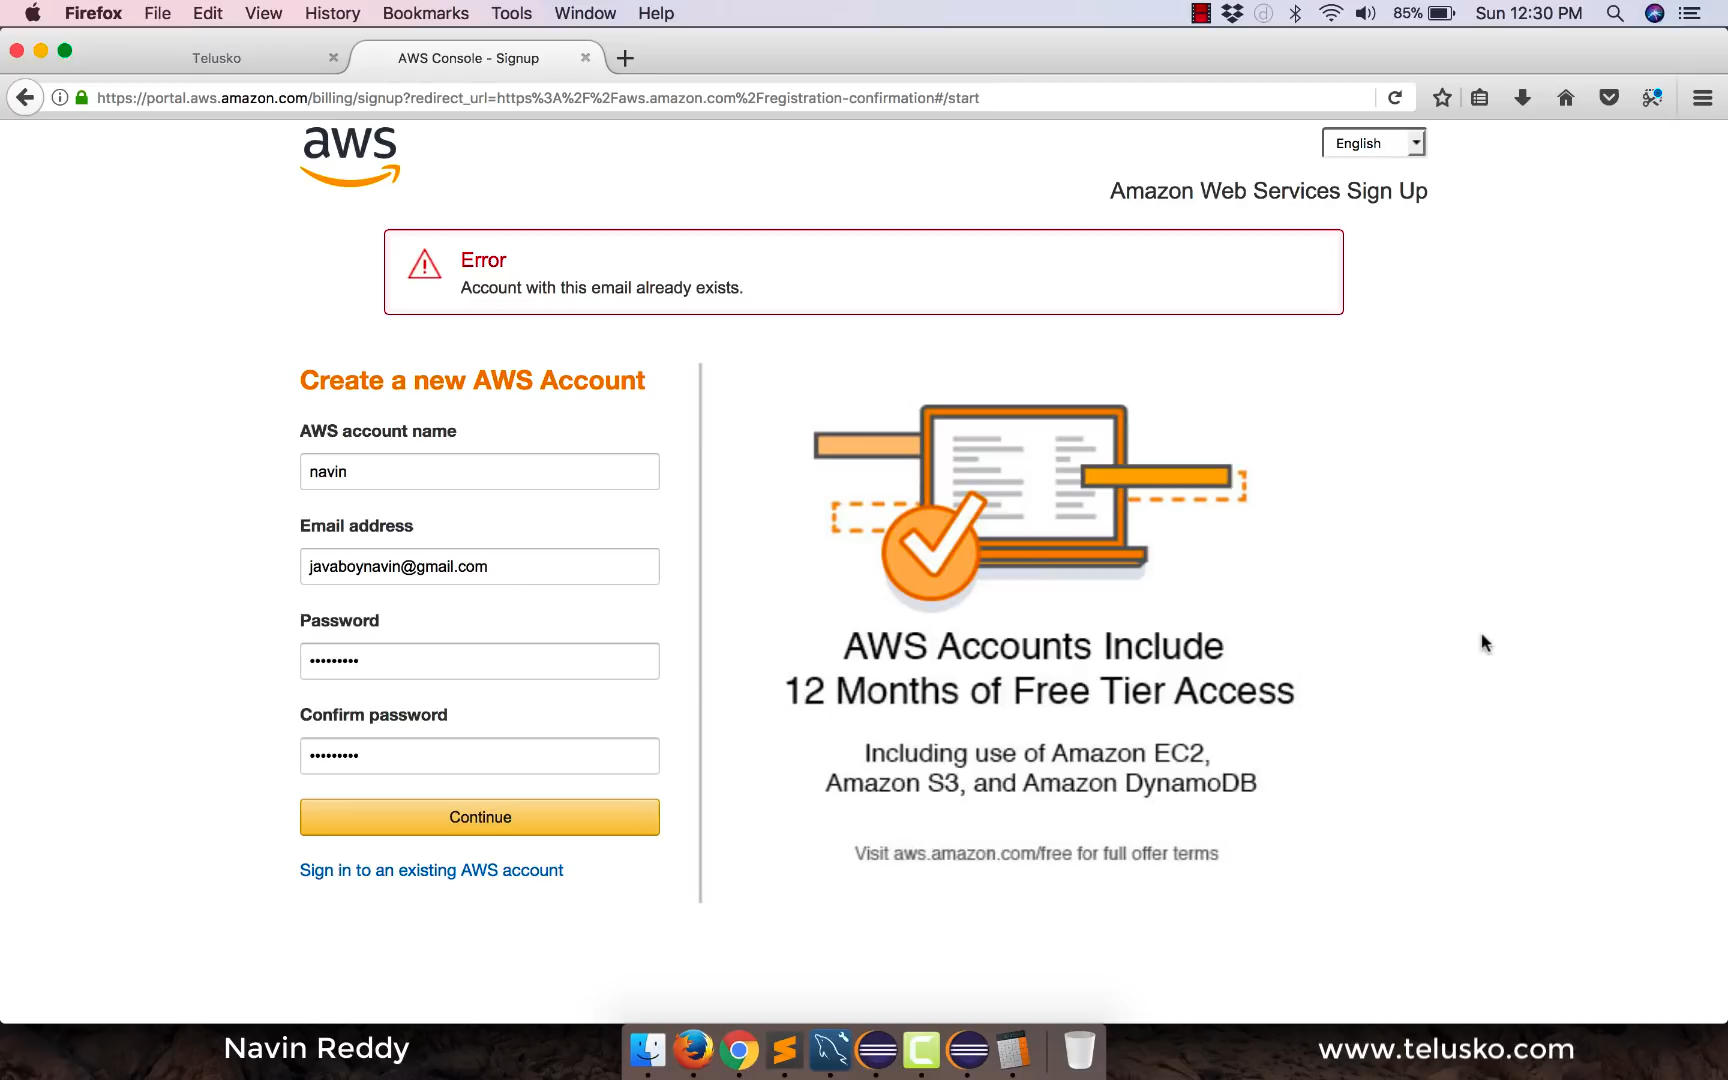 Firefox File Edit View History Bookmarks Tools Window Help 85% Sun 12:30 PM
Telusko AWS Console - Signup
https://portal.aws.amazon.com/billing/signup?redirect_url=https%3A%2F%2Faws.amazon.com%2Fregistration-confirmation#/start
aws
English
Amazon Web Services Sign Up
Error
Account with this email already exists.
Create a new AWS Account
AWS account name
navin
Email address
javaboynavin@gmail.com
Password
•••••••••
Confirm password
•••••••••
Continue
Sign in to an existing AWS account
AWS Accounts Include
12 Months of Free Tier Access
Including use of Amazon EC2,
Amazon S3, and Amazon DynamoDB
Visit aws.amazon.com/free for full offer terms
Navin Reddy
www.telusko.com